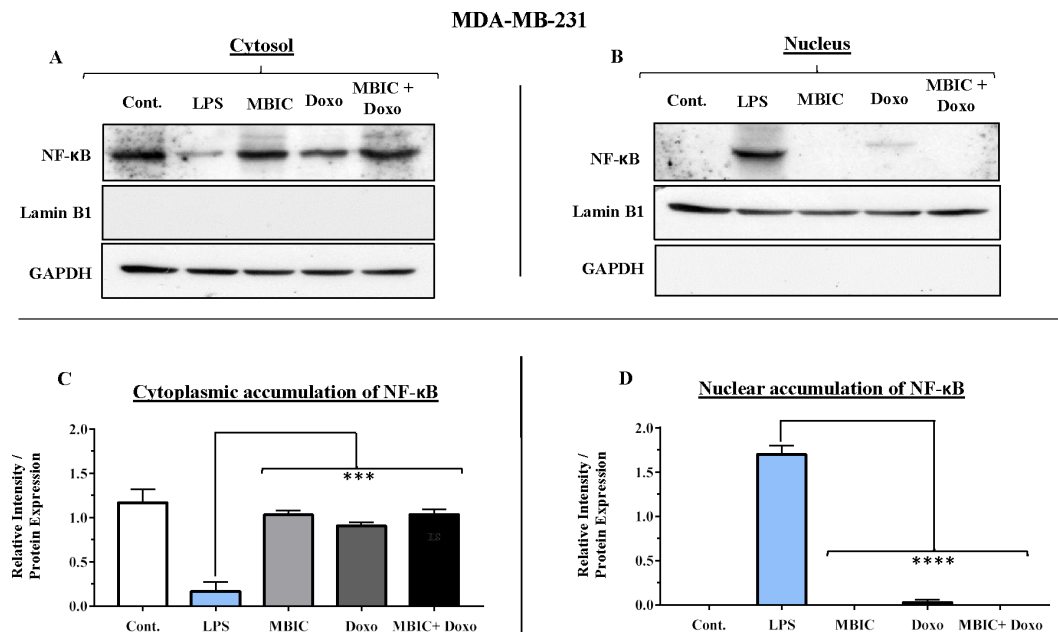 MDA-MB-231
A
Cytosol
Cont. LPS MBIC Doxo MBIC +
Doxo
NF-κB
Lamin B1
GAPDH
B
Nucleus
Cont. LPS MBIC Doxo MBIC +
Doxo
NF-κB
Lamin B1
GAPDH
C
Cytoplasmic accumulation of NF-κB
Relative Intensity /
Protein Expression
2.0
1.5
1.0
0.5
0.0
***
ns
Cont. LPS MBIC Doxo MBIC+ Doxo
D
Nuclear accumulation of NF-κB
Relative Intensity /
Protein Expression
2.0
1.5
1.0
0.5
0.0
****
Cont. LPS MBIC Doxo MBIC+ Doxo